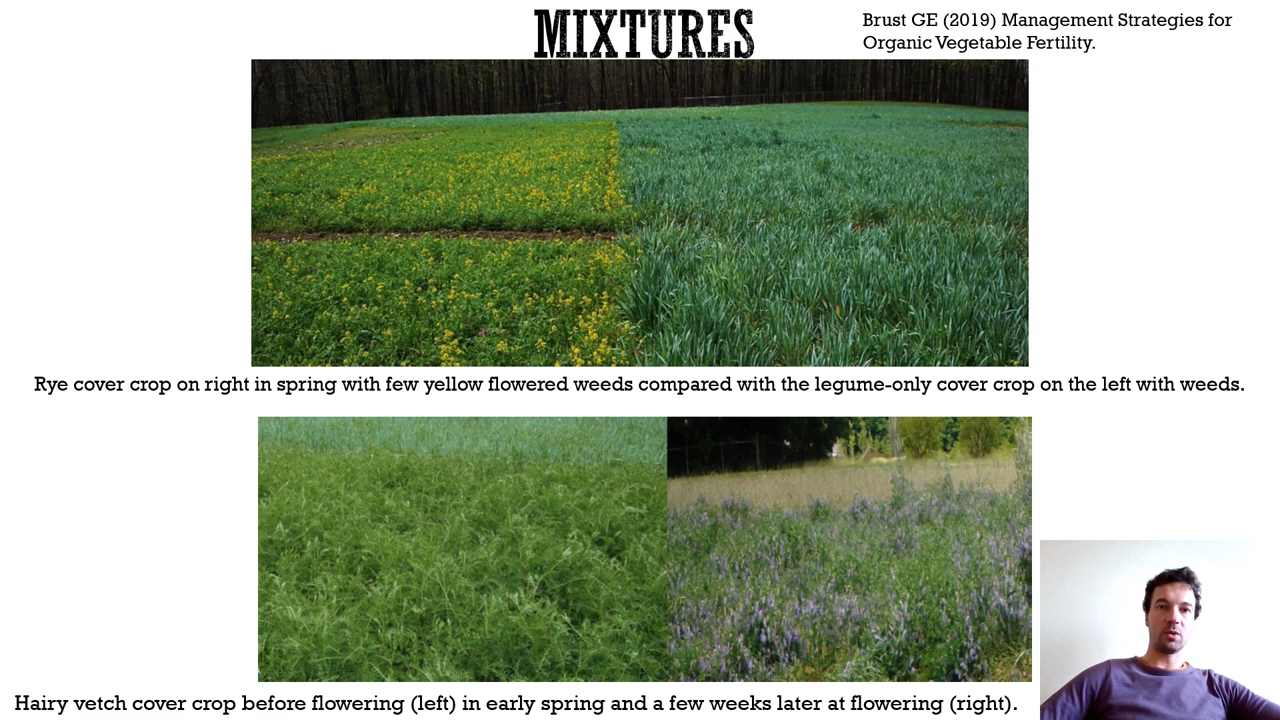 MIXTURES
Brust GE (2019) Management Strategies for
Organic Vegetable Fertility.
Rye cover crop on right in spring with few yellow flowered weeds compared with the legume-only cover crop on the left with weeds.
Hairy vetch cover crop before flowering (left) in early spring and a few weeks later at flowering (right).